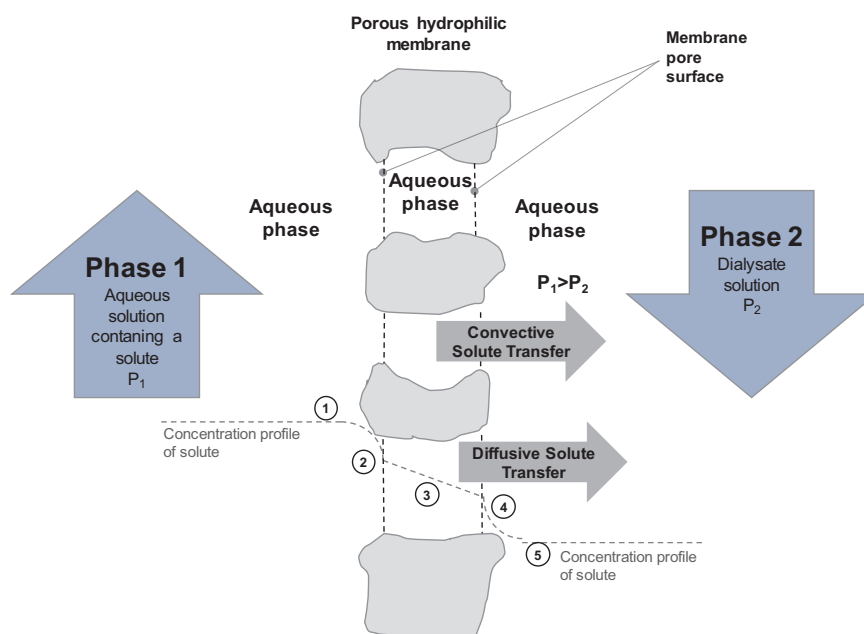 Porous hydrophilic
membrane
Membrane
pore
surface
Aqueous
phase
Aqueous
phase
Aqueous
phase
Phase 1
Aqueous
solution
contaning a
solute
P1
Phase 2
Dialysate
solution
P2
P1>P2
Convective
Solute Transfer
1
Concentration profile
of solute
2
Diffusive Solute
Transfer
3
4
5
Concentration profile
of solute